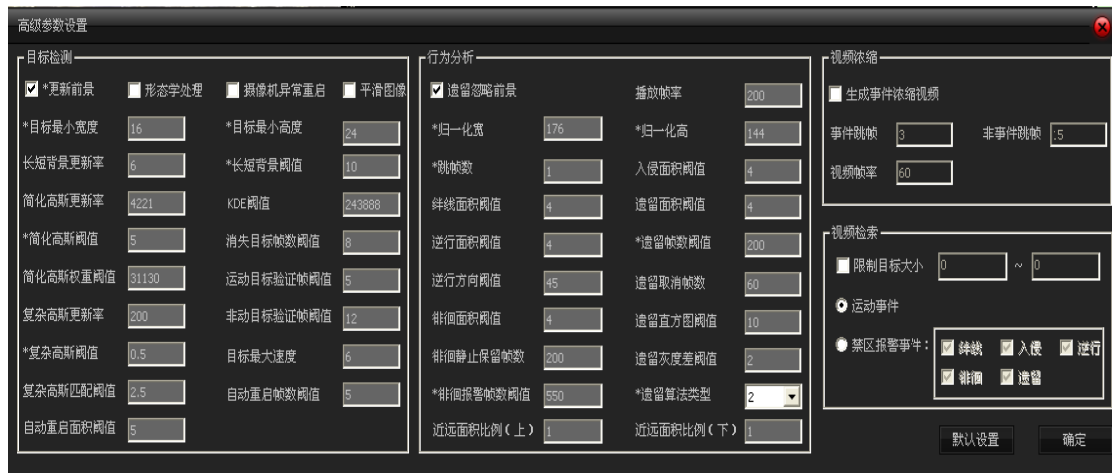 高级参数设置
目标检测
*更新前景 形态学处理 摄像机异常重启 平滑图像
*目标最小宽度 16 *目标最小高度 24
长短背景更新率 6 *长短背景阈值 10
简化高斯更新率 4221 KDE阈值 243888
*简化高斯阈值 5 消失目标帧数阈值 8
简化高斯权重阈值 31130 运动目标验证帧阈值 5
复杂高斯更新率 200 非动目标验证帧阈值 12
*复杂高斯阈值 0.5 目标最大速度 6
复杂高斯匹配阈值 2.5 自动重启帧数阈值 5
自动重启面积阈值 5
行为分析
遗留忽略前景 播放帧率 200
*归一化宽 176 *归一化高 144
*跳帧数 1 入侵面积阈值 4
绊线面积阈值 4 遗留面积阈值 4
逆行面积阈值 4 *遗留帧数阈值 200
逆行方向阈值 45 遗留取消帧数 60
徘徊面积阈值 4 遗留直方图阈值 10
徘徊静止保留帧数 200 遗留灰度差阈值 2
*徘徊报警帧数阈值 550 *遗留算法类型 2
近远面积比例(上) 1 近远面积比例(下) 1
视频浓缩
生成事件浓缩视频
事件跳帧 3 非事件跳帧 :5
视频帧率 60
视频检索
限制目标大小 0 ~ 0
运动事件
禁区报警事件: 绊线 入侵 逆行
徘徊 遗留
默认设置 确定